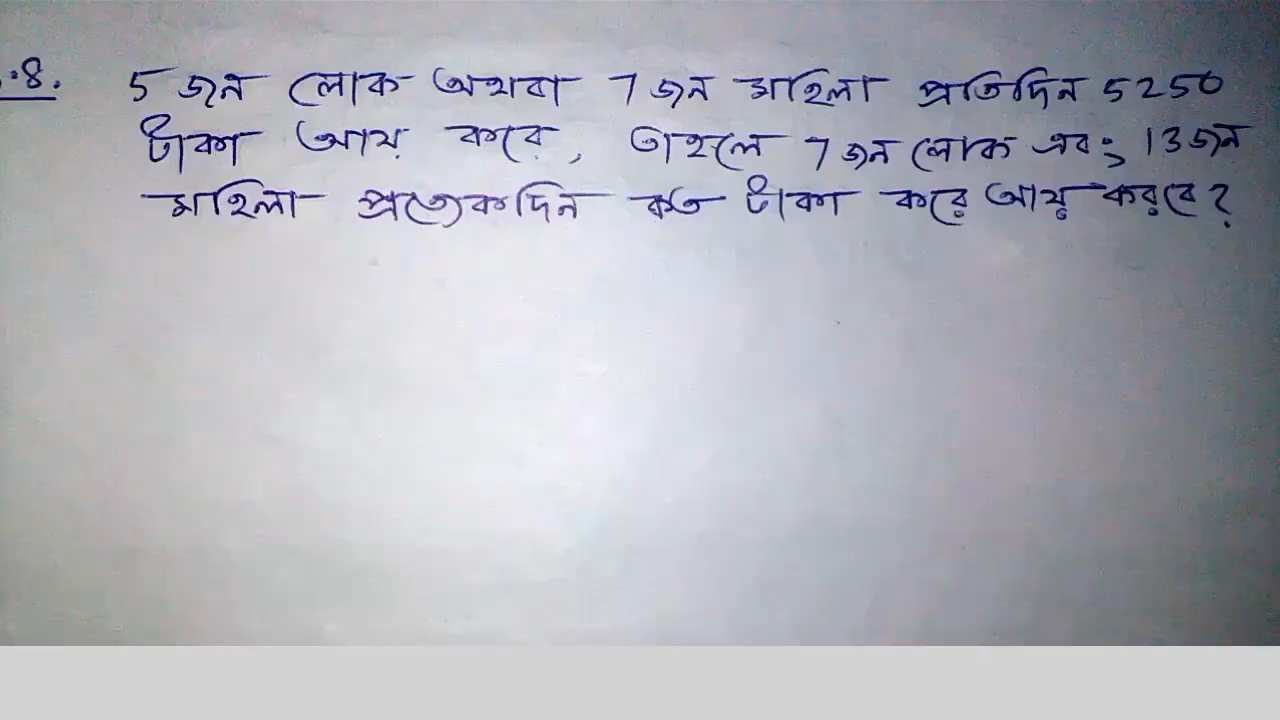 .8. 5 জন লোক অথবা 7 জন মহিলা প্রতিদিন 5250
টাকা আয় করে, তাহলে 7 জন লোক এবং 13 জন
মহিলা প্রত্যেকদিন কত টাকা করে আয় করবে?